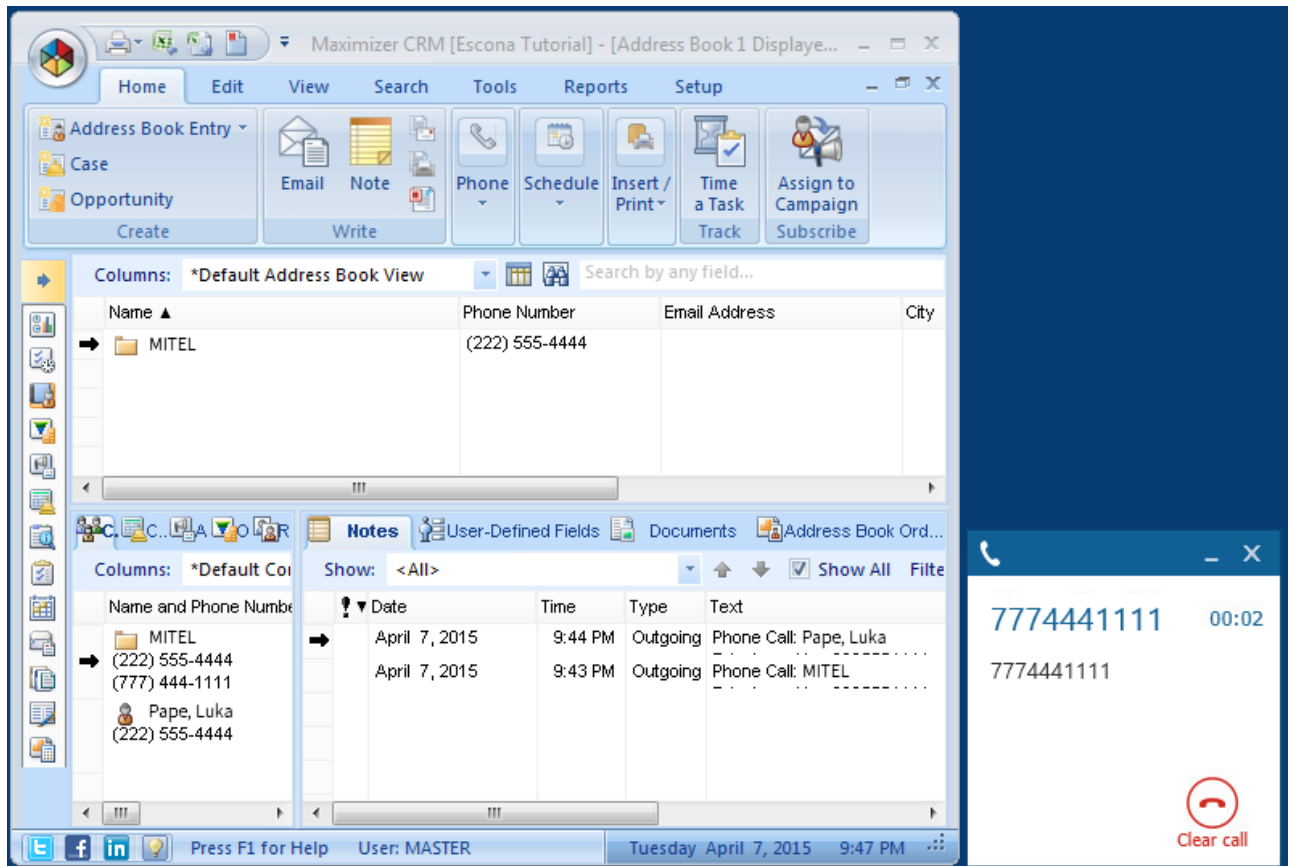 Maximizer CRM [Escona Tutorial] - [Address Book 1 Displaye...
Home Edit View Search Tools Reports Setup
Address Book Entry
Case
Opportunity
Create
Email Note
Write
Phone
Schedule
Insert /
Print
Time
a Task
Track
Assign to
Campaign
Subscribe
Columns: *Default Address Book View Search by any field...
Name ▲ Phone Number Email Address City
MITEL (222) 555-4444
C. C.. A O R
Notes User-Defined Fields Documents Address Book Ord...
Columns: *Default Co
Show: <All> Show All Filte
Name and Phone Numbe
Date Time Type Text
MITEL
(222) 555-4444
(777) 444-1111
Pape, Luka
(222) 555-4444
April 7, 2015 9:44 PM Outgoing Phone Call: Pape, Luka
April 7, 2015 9:43 PM Outgoing Phone Call: MITEL
Press F1 for Help User: MASTER Tuesday April 7, 2015 9:47 PM
7774441111 00:02
7774441111
Clear call